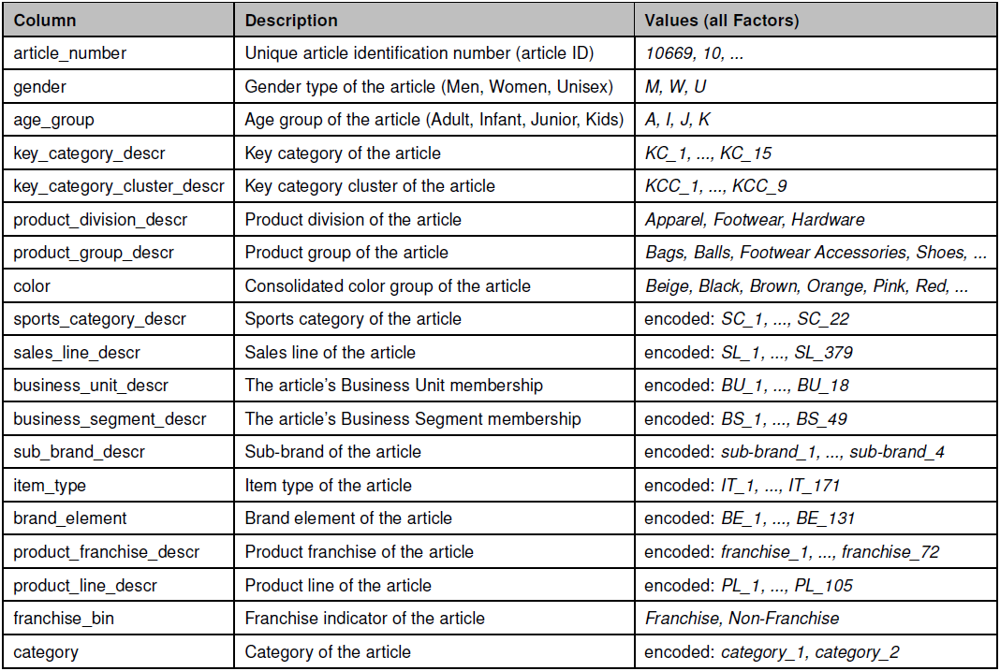 Column Description Values (all Factors)
article_number Unique article identification number (article ID) 10669, 10, ...
gender Gender type of the article (Men, Women, Unisex) M, W, U
age_group Age group of the article (Adult, Infant, Junior, Kids) A, I, J, K
key_category_descr Key category of the article KC_1, ..., KC_15
key_category_cluster_descr Key category cluster of the article KCC_1, ..., KCC_9
product_division_descr Product division of the article Apparel, Footwear, Hardware
product_group_descr Product group of the article Bags, Balls, Footwear Accessories, Shoes, ...
color Consolidated color group of the article Beige, Black, Brown, Orange, Pink, Red, ...
sports_category_descr Sports category of the article encoded: SC_1, ..., SC_22
sales_line_descr Sales line of the article encoded: SL_1, ..., SL_379
business_unit_descr The article's Business Unit membership encoded: BU_1, ..., BU_18
business_segment_descr The article's Business Segment membership encoded: BS_1, ..., BS_49
sub_brand_descr Sub-brand of the article encoded: sub-brand_1, ..., sub-brand_4
item_type Item type of the article encoded: IT_1, ..., IT_171
brand_element Brand element of the article encoded: BE_1, ..., BE_131
product_franchise_descr Product franchise of the article encoded: franchise_1, ..., franchise_72
product_line_descr Product line of the article encoded: PL_1, ..., PL_105
franchise_bin Franchise indicator of the article Franchise, Non-Franchise
category Category of the article encoded: category_1, category_2